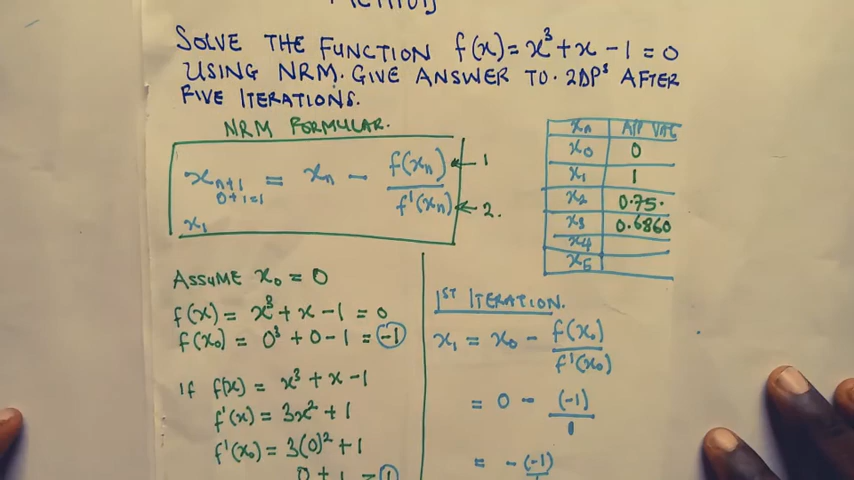 METHOD
SOLVE THE FUNCTION f(x) = x³ + x - 1 = 0
USING NRM. GIVE ANSWER TO. 2DPˢ AFTER
FIVE ITERATIONS.
NRM FORMULAR.
xₙ₊₁ = xₙ - f(xₙ) ← 1
f'(xₙ) ← 2.
0+1=1
x₁
xₙ
x₀ 0
x₁ 1
x₂ 0.75.
x₃ 0.6860
x₄
x₅
ASSUME x₀ = 0
f(x) = x³ + x - 1 = 0
f(x₀) = 0³ + 0 - 1 = -1
If f(x) = x³ + x - 1
f'(x) = 3x² + 1
f'(x₀) = 3(0)² + 1
0 + 1 = 1
1ST ITERATION.
x₁ = x₀ - f(x₀)
f'(x₀)
= 0 - (-1)
1
= - (-1)